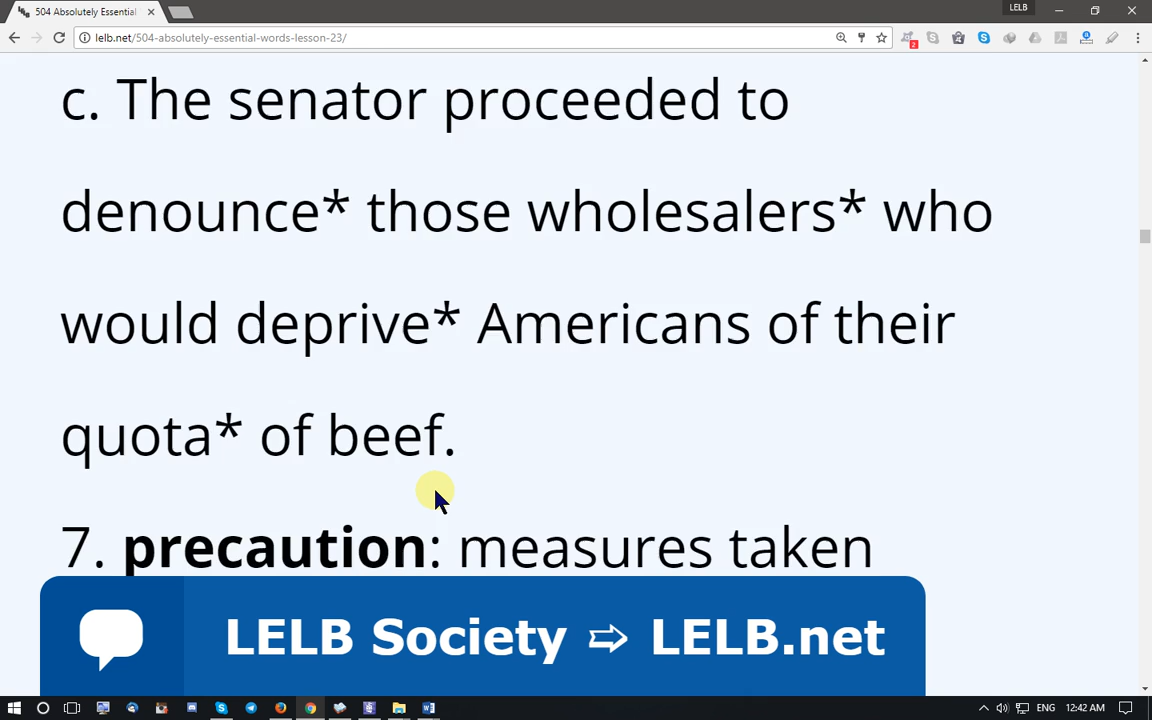 504 Absolutely Essential
LELB
lelb.net/504-absolutely-essential-words-lesson-23/
2
c. The senator proceeded to
denounce* those wholesalers* who
would deprive* Americans of their
quota* of beef.
7. precaution: measures taken
LELB Society ⇨ LELB.net
ENG 12:42 AM